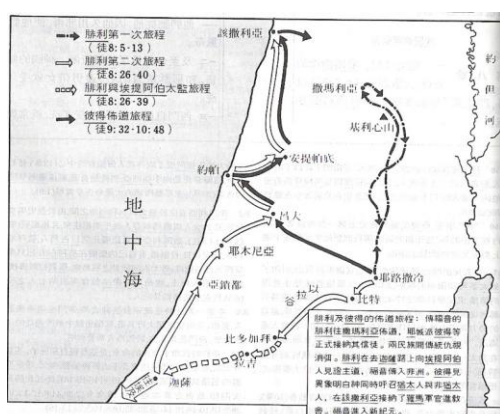 腓利第一次旅程
(徒8:5-13)
腓利第二次旅程
(徒8:26-40)
腓利與埃提阿伯太監旅程
(徒8:26-39)
彼得佈道旅程
(徒9:32-10:48)
該撒利亞
撒瑪利亞
基利心山
約但河
安提帕底
約帕
呂大
地中海
耶木尼亞
亞鎖都
耶路撒冷
比特
以拉谷
比多加拜
拉吉
迦薩
腓利及彼得的佈道旅程:傳福音的
腓利往撒瑪利亞佈道,耶城派彼得等
正式接納其信徒。兩民族間傳統仇視
消弭。腓利在去迦薩路上向埃提阿伯
人見證主道,福音傳入非洲。彼得見
異象明白神同時呼召猶太人與非猶太
人,在該撒利亞接納了羅馬軍官進教
會。福音進入新紀元。